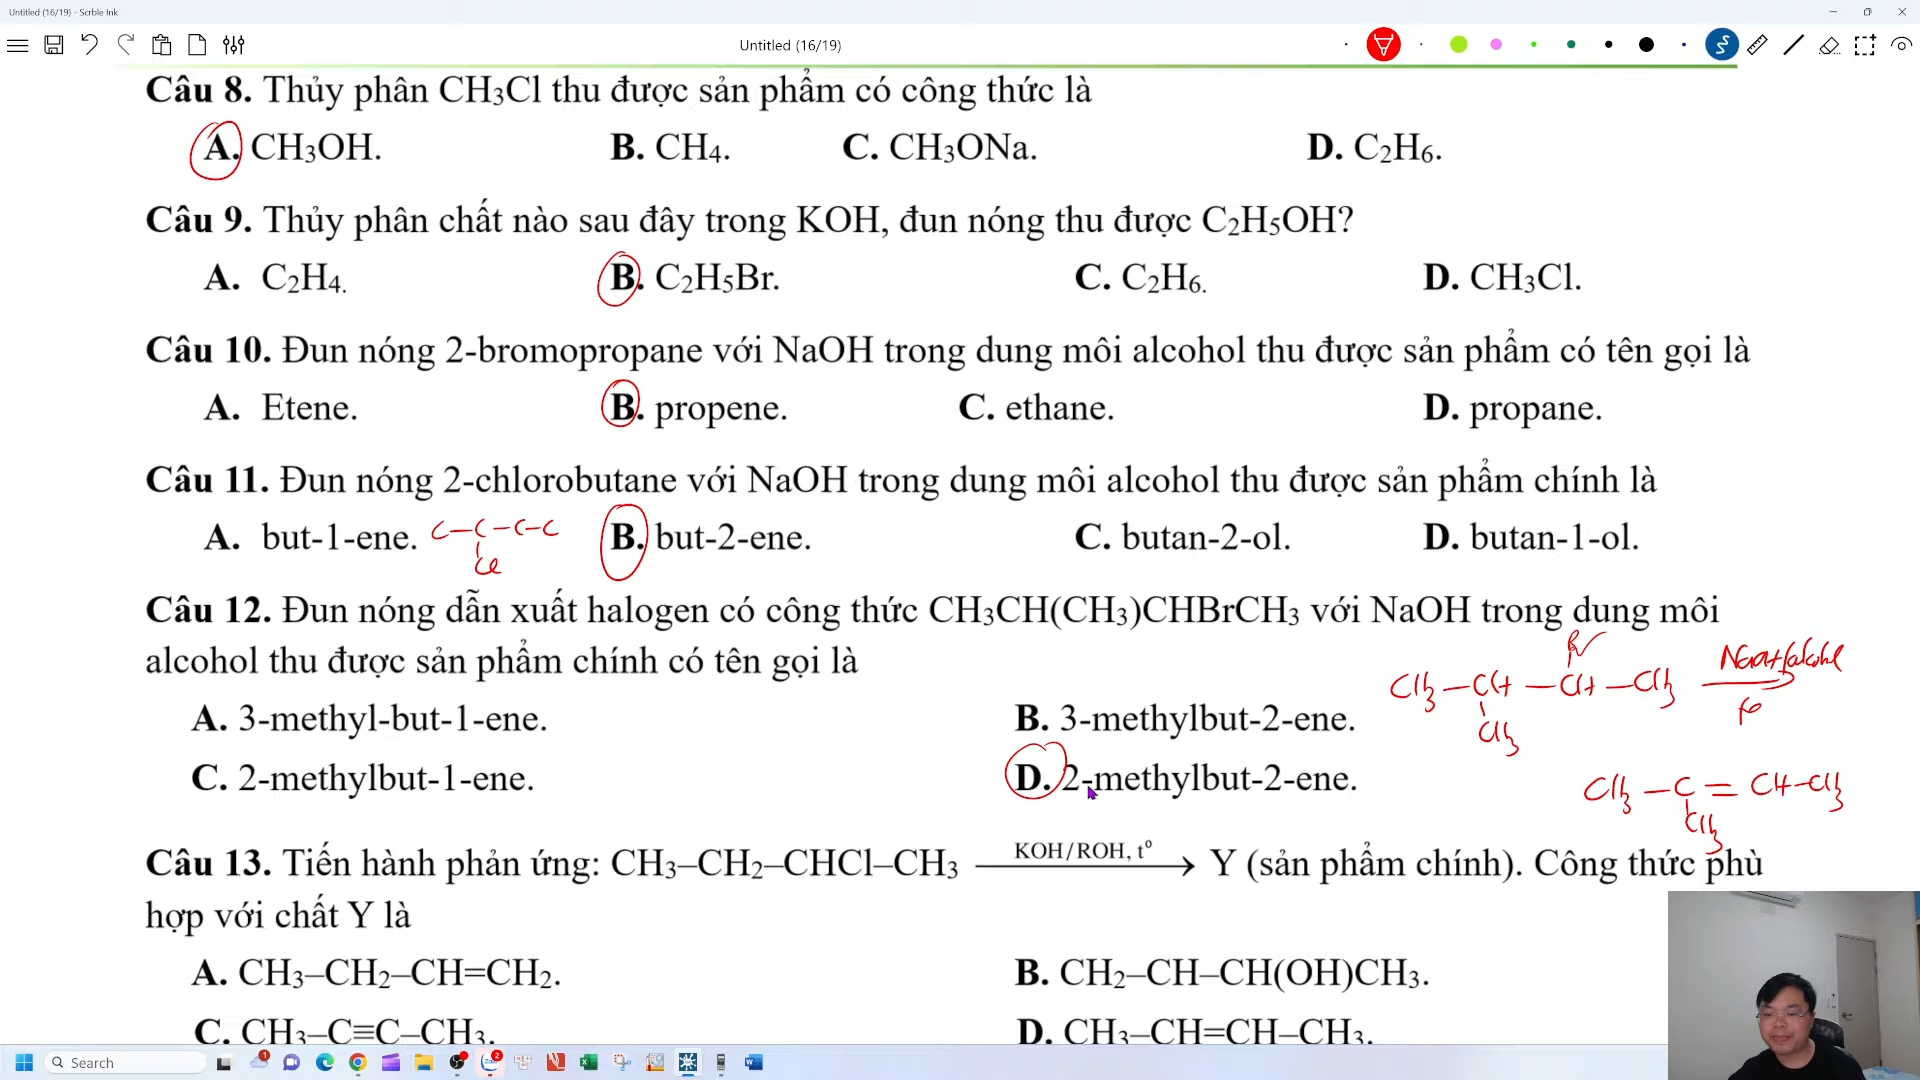 Untitled (16/19) - Scrble Ink
Untitled (16/19)
Câu 8. Thủy phân CH₃Cl thu được sản phẩm có công thức là
A. CH₃OH. B. CH₄. C. CH₃ONa. D. C₂H₆.
Câu 9. Thủy phân chất nào sau đây trong KOH, đun nóng thu được C₂H₅OH?
A. C₂H₄. B. C₂H₅Br. C. C₂H₆. D. CH₃Cl.
Câu 10. Đun nóng 2-bromopropane với NaOH trong dung môi alcohol thu được sản phẩm có tên gọi là
A. Etene. B. propene. C. ethane. D. propane.
Câu 11. Đun nóng 2-chlorobutane với NaOH trong dung môi alcohol thu được sản phẩm chính là
A. but-1-ene. C–C–C–C B. but-2-ene. C. butan-2-ol. D. butan-1-ol.
Cl
Câu 12. Đun nóng dẫn xuất halogen có công thức CH₃CH(CH₃)CHBrCH₃ với NaOH trong dung môi
alcohol thu được sản phẩm chính có tên gọi là
Br
CH₃–CH–CH–CH₃
CH₃
A. 3-methyl-but-1-ene. B. 3-methylbut-2-ene.
C. 2-methylbut-1-ene. D. 2-methylbut-2-ene.
CH₃–C=CH–CH₃
CH₃
Câu 13. Tiến hành phản ứng: CH₃–CH₂–CHCl–CH₃ KOH/ROH, t⁰ → Y (sản phẩm chính). Công thức phù
hợp với chất Y là
A. CH₃–CH₂–CH=CH₂. B. CH₂–CH–CH(OH)CH₃.
C. CH₃–C≡C–CH₃. D. CH₃–CH=CH–CH₃.
Search